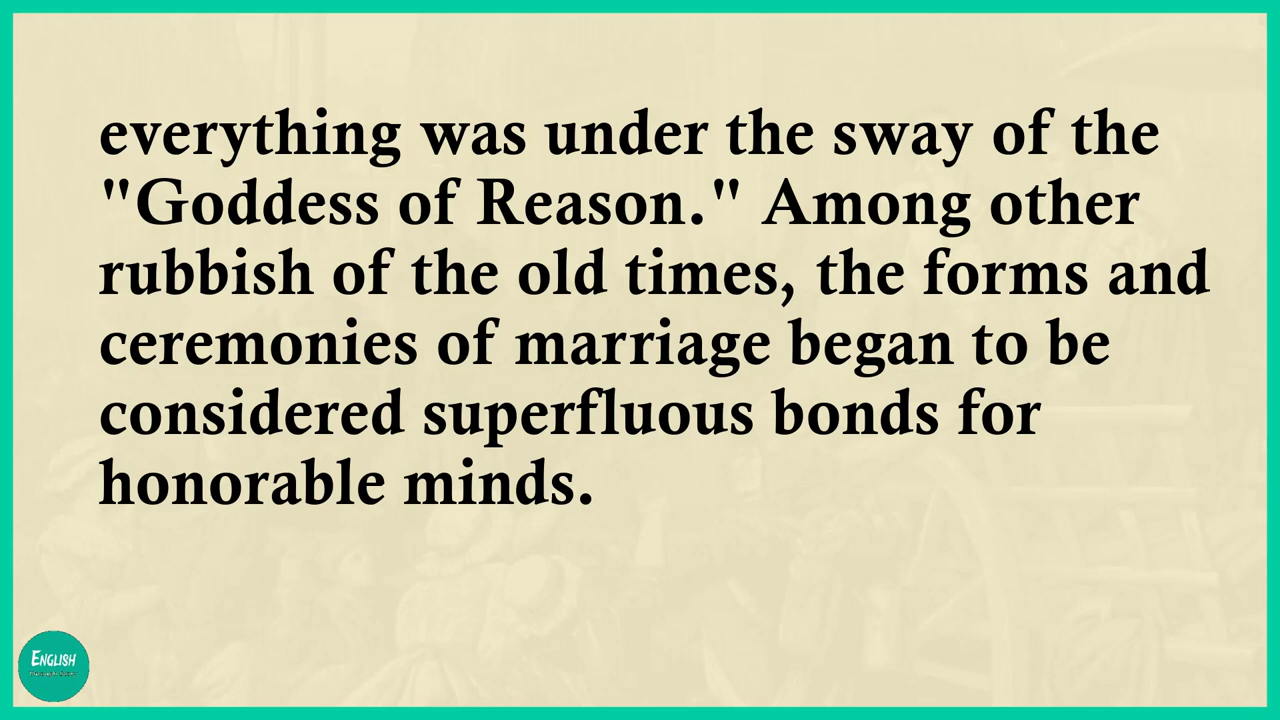 everything was under the sway of the
"Goddess of Reason." Among other
rubbish of the old times, the forms and
ceremonies of marriage began to be
considered superfluous bonds for
honorable minds.
ENGLISH